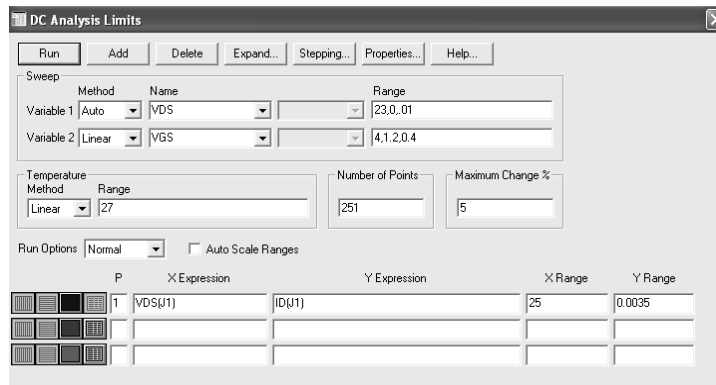 DC Analysis Limits
Run Add Delete Expand... Stepping... Properties... Help...
Sweep
Method Name Range
Variable 1 Auto VDS 23,0,.01
Variable 2 Linear VGS 4,1.2,0.4
Temperature Number of Points Maximum Change %
Method Range
Linear 27 251 5
Run Options Normal Auto Scale Ranges
P X Expression Y Expression X Range Y Range
1 VDS(J1) ID(J1) 25 0.0035